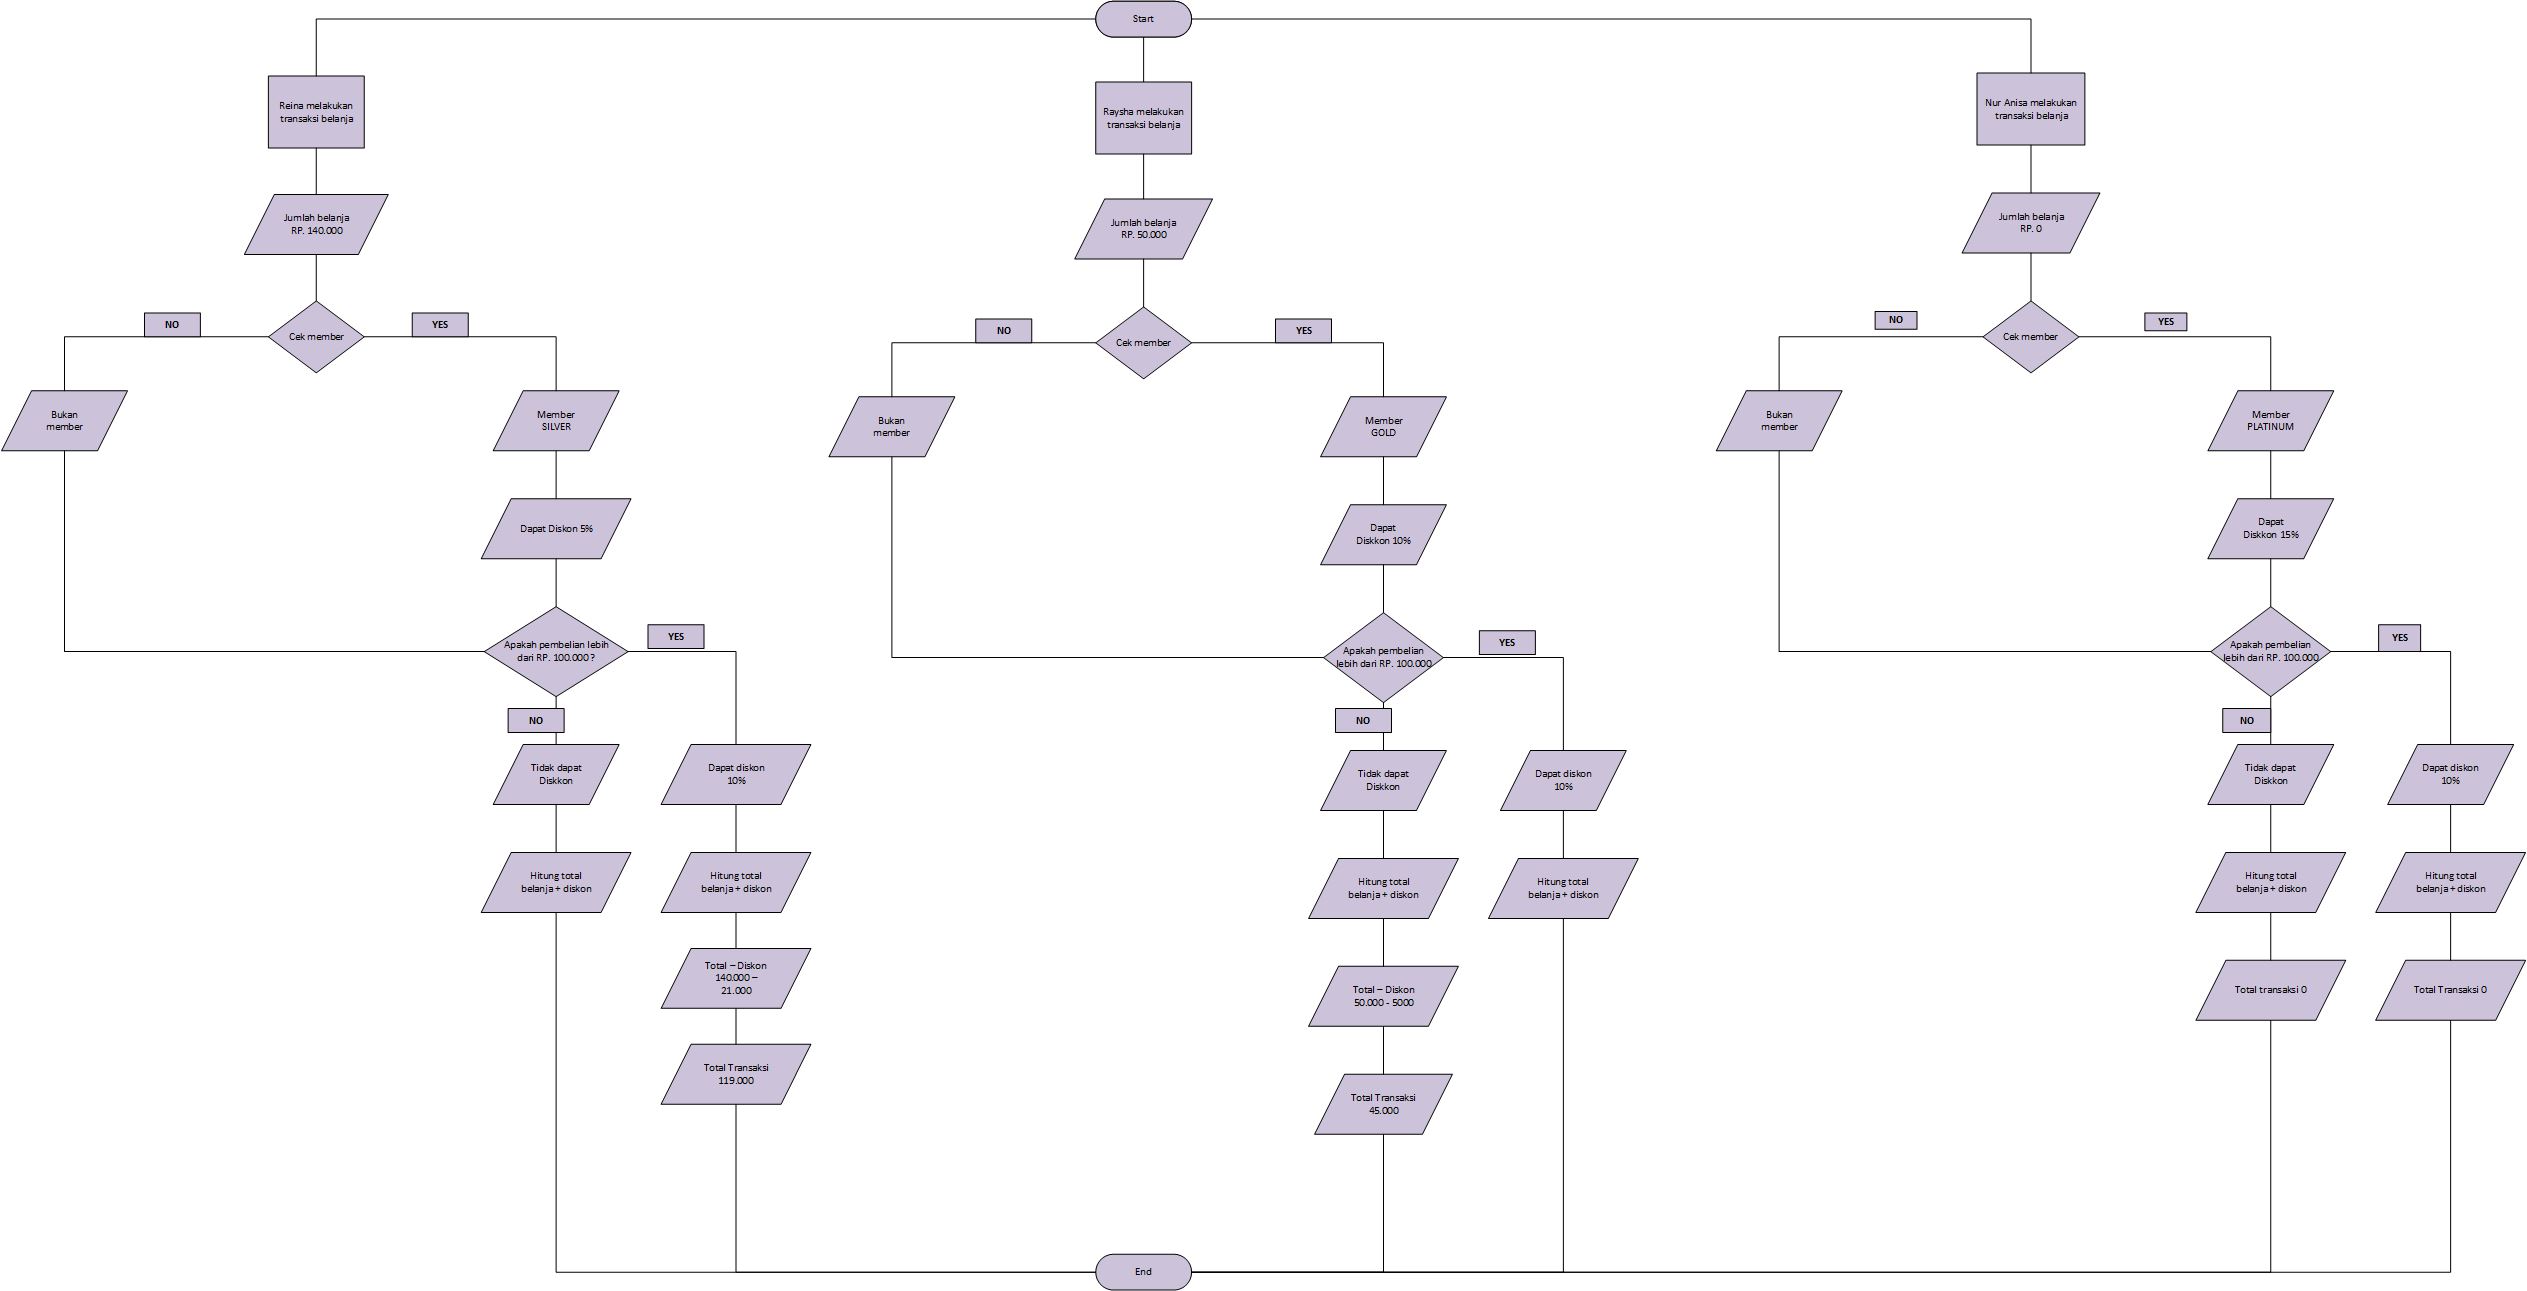 Start
Reina melakukan
transaksi belanja
Jumlah belanja
RP. 140.000
Cek member
NO
YES
Bukan
member
Member
SILVER
Dapat Diskon 5%
Apakah pembelian lebih
dari RP. 100.000 ?
YES
NO
Tidak dapat
Diskkon
Hitung total
belanja + diskon
Dapat diskon
10%
Hitung total
belanja + diskon
Total – Diskon
140.000 –
21.000
Total Transaksi
119.000
Raysha melakukan
transaksi belanja
Jumlah belanja
RP. 50.000
Cek member
NO
YES
Bukan
member
Member
GOLD
Dapat
Diskkon 10%
Apakah pembelian
lebih dari RP. 100.000
YES
NO
Tidak dapat
Diskkon
Hitung total
belanja + diskon
Total – Diskon
50.000 - 5000
Total Transaksi
45.000
Dapat diskon
10%
Hitung total
belanja + diskon
Nur Anisa melakukan
transaksi belanja
Jumlah belanja
RP. 0
Cek member
NO
YES
Bukan
member
Member
PLATINUM
Dapat
Diskkon 15%
Apakah pembelian
lebih dari RP. 100.000
YES
NO
Tidak dapat
Diskkon
Hitung total
belanja + diskon
Total transaksi 0
Dapat diskon
10%
Hitung total
belanja + diskon
Total Transaksi 0
End